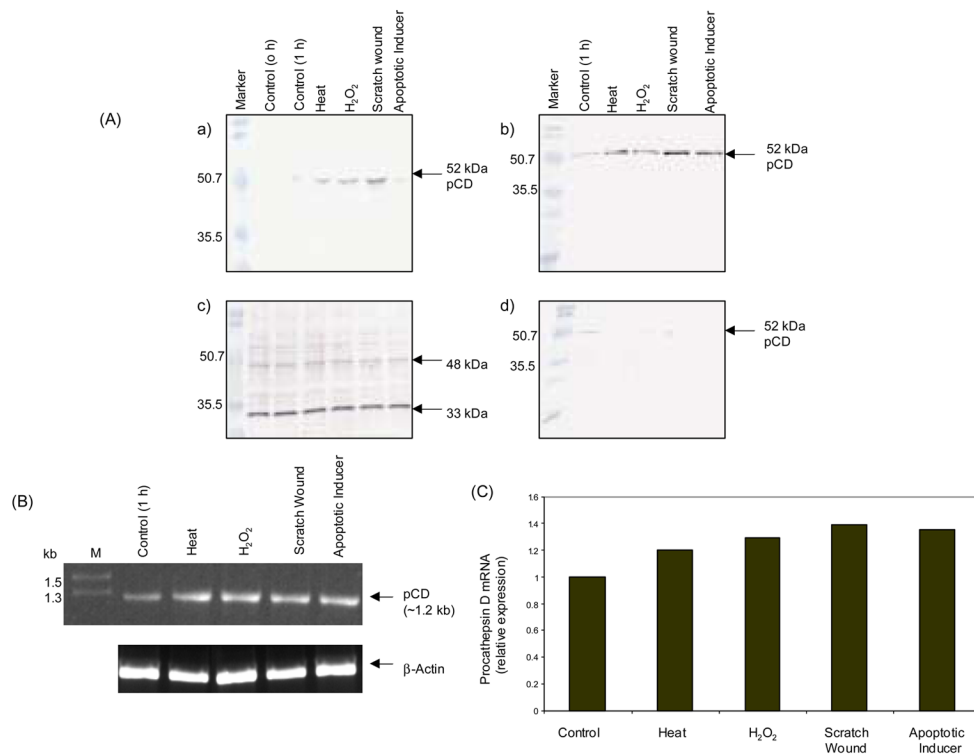 (A)
Marker
Control (o h)
Control (1 h)
Heat
H₂O₂
Scratch wound
Apoptotic Inducer
a)
50.7
35.5
52 kDa
pCD
Control (1 h)
Heat
H₂O₂
Scratch wound
Apoptotic Inducer
Marker
b)
50.7
35.5
52 kDa
pCD
c)
50.7
35.5
48 kDa
33 kDa
d)
50.7
35.5
52 kDa
pCD
(B)
Control (1 h)
Heat
H₂O₂
Scratch Wound
Apoptotic Inducer
kb
M
1.5
1.3
pCD
(~1.2 kb)
β-Actin
(C)
Procathepsin D mRNA
(relative expression)
1.6
1.4
1.2
1
0.8
0.6
0.4
0.2
0
Control
Heat
H₂O₂
Scratch
Wound
Apoptotic
Inducer